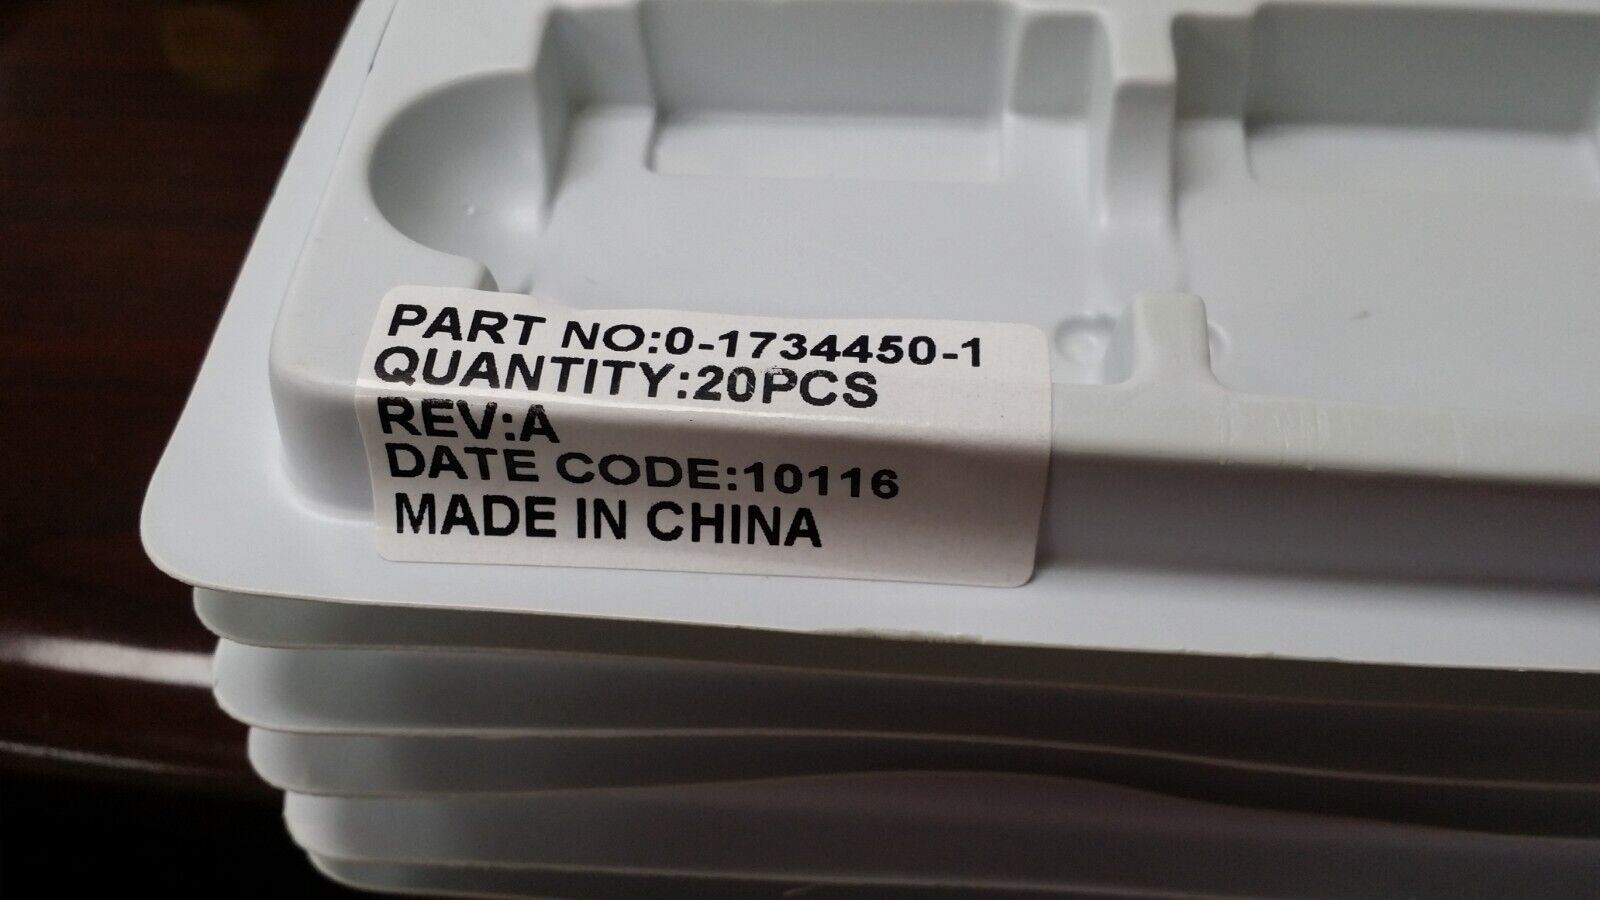 PART NO:0-1734450-1
QUANTITY:20PCS
REV:A
DATE CODE:10116
MADE IN CHINA